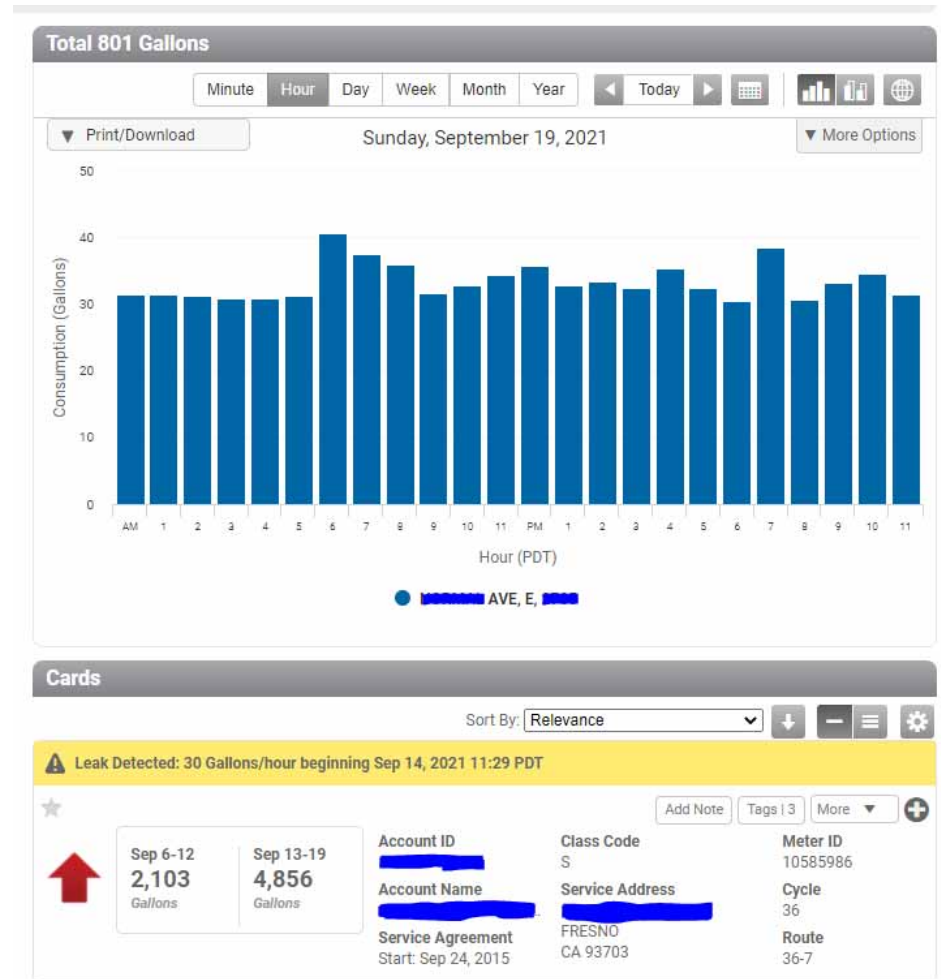 Total 801 Gallons
Minute Hour Day Week Month Year Today
Print/Download Sunday, September 19, 2021 More Options
50
40
30
20
10
0
Consumption (Gallons)
AM 1 2 3 4 5 6 7 8 9 10 11 PM 1 2 3 4 5 6 7 8 9 10 11
Hour (PDT)
AVE, E,
Cards
Sort By: Relevance
Leak Detected: 30 Gallons/hour beginning Sep 14, 2021 11:29 PDT
Add Note Tags | 3 More
Sep 6-12
2,103
Gallons
Sep 13-19
4,856
Gallons
Account ID
Account Name
Service Agreement
Start: Sep 24, 2015
Class Code
S
Service Address
FRESNO
CA 93703
Meter ID
10585986
Cycle
36
Route
36-7